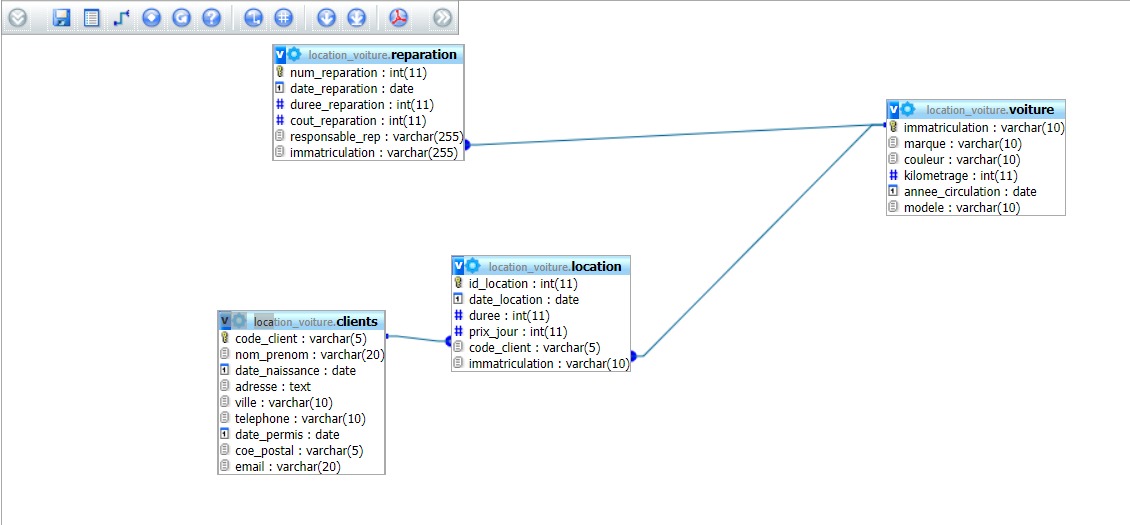 location_voiture.reparation
num_reparation : int(11)
date_reparation : date
duree_reparation : int(11)
cout_reparation : int(11)
responsable_rep : varchar(255)
immatriculation : varchar(255)
location_voiture.voiture
immatriculation : varchar(10)
marque : varchar(10)
couleur : varchar(10)
kilometrage : int(11)
annee_circulation : date
modele : varchar(10)
location_voiture.location
id_location : int(11)
date_location : date
duree : int(11)
prix_jour : int(11)
code_client : varchar(5)
immatriculation : varchar(10)
location_voiture.clients
code_client : varchar(5)
nom_prenom : varchar(20)
date_naissance : date
adresse : text
ville : varchar(10)
telephone : varchar(10)
date_permis : date
coe_postal : varchar(5)
email : varchar(20)